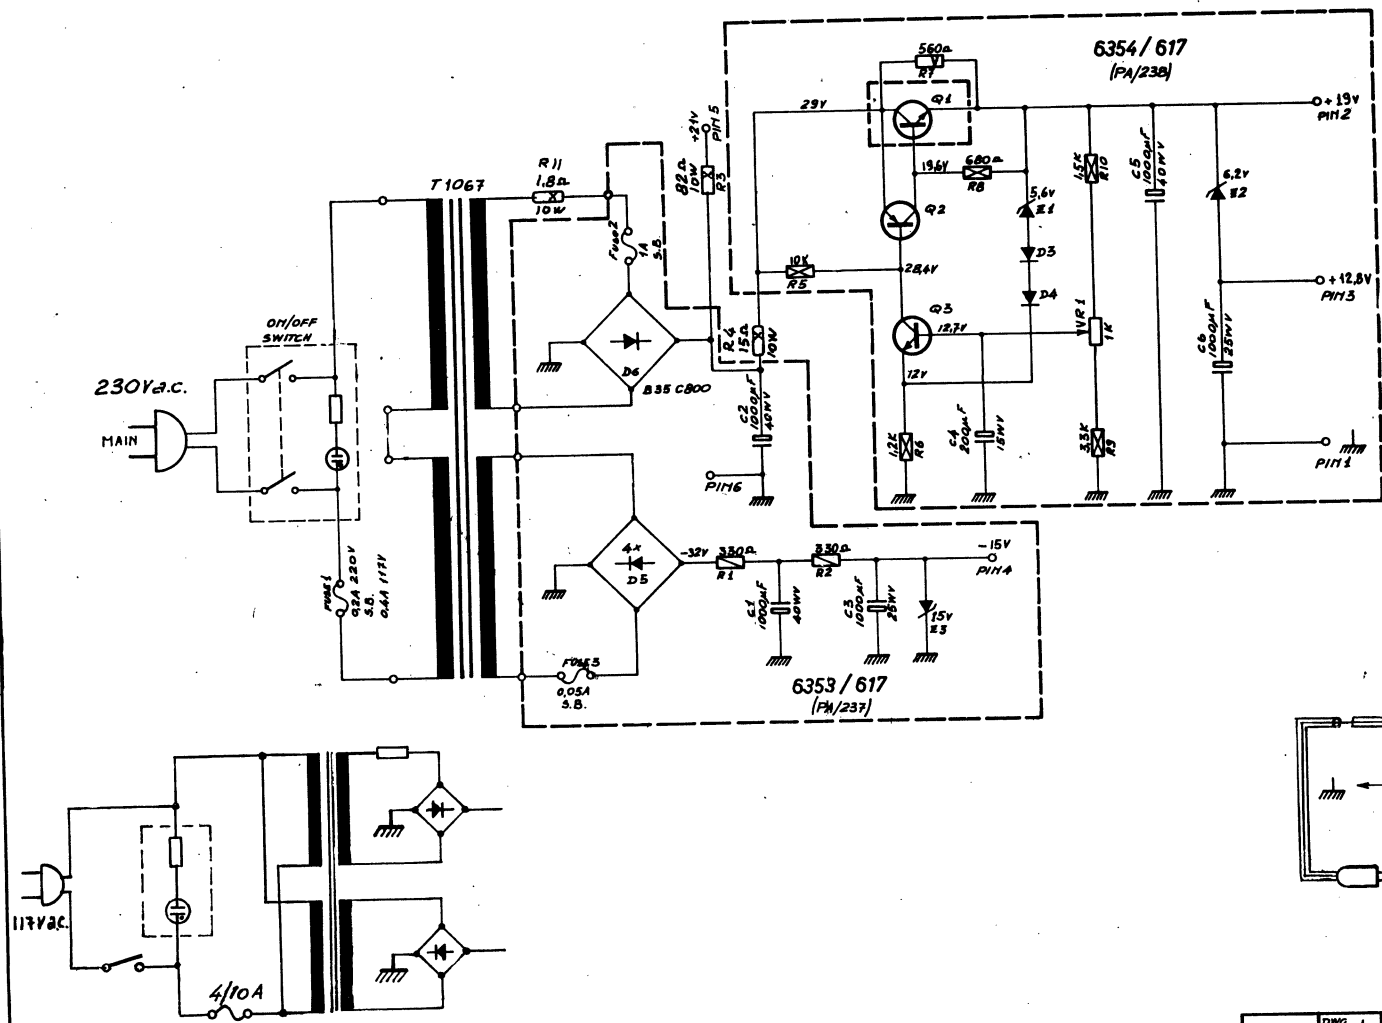 6354/617
(PA/238)
560Ω
R7
Q1
29V
+19V
PIN2
+21V
PIN5
82Ω
10W
R3
R11
1,8Ω
10W
T1067
19,6V
680Ω
R8
1,5K
R10
C5
1000µF
40WV
6,2V
Z2
5,6V
Z1
Q2
FUSE2
1A
S.B.
D3
10K
R5
28,4V
+12,8V
PIN3
D4
Q3
VR1
1K
12,7V
ON/OFF
SWITCH
R4
15Ω
10W
C6
1000µF
25WV
D6
B35 C800
12V
230Va.c.
MAIN
C2
1000µF
40WV
1,2K
R6
C4
200µF
15WV
3,3K
R9
PIN1
PIN6
4x
D5
-32V
330Ω
R1
330Ω
R2
-15V
PIN4
FUSE1
0,2A 220V
S.B.
0,4A 117V
C1
1000µF
40WV
C3
1000µF
25WV
15V
Z3
FUSE3
0,05A
S.B.
6353/617
(PA/237)
117Va.c.
4/10A
DWG